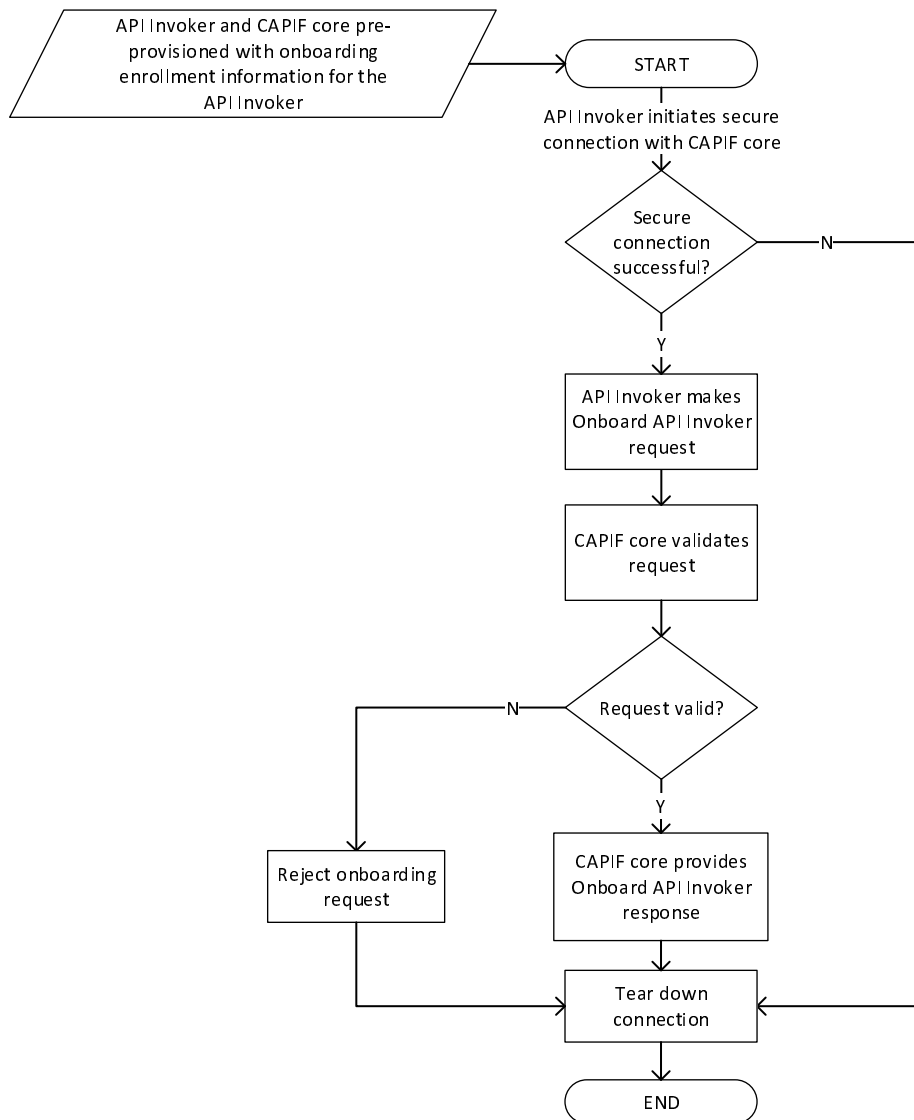 API Invoker and CAPIF core pre-
provisioned with onboarding
enrollment information for the
API Invoker
START
API Invoker initiates secure
connection with CAPIF core
Secure
connection
successful?
N
Y
API Invoker makes
Onboard API Invoker
request
CAPIF core validates
request
Request valid?
N
Y
Reject onboarding
request
CAPIF core provides
Onboard API Invoker
response
Tear down
connection
END